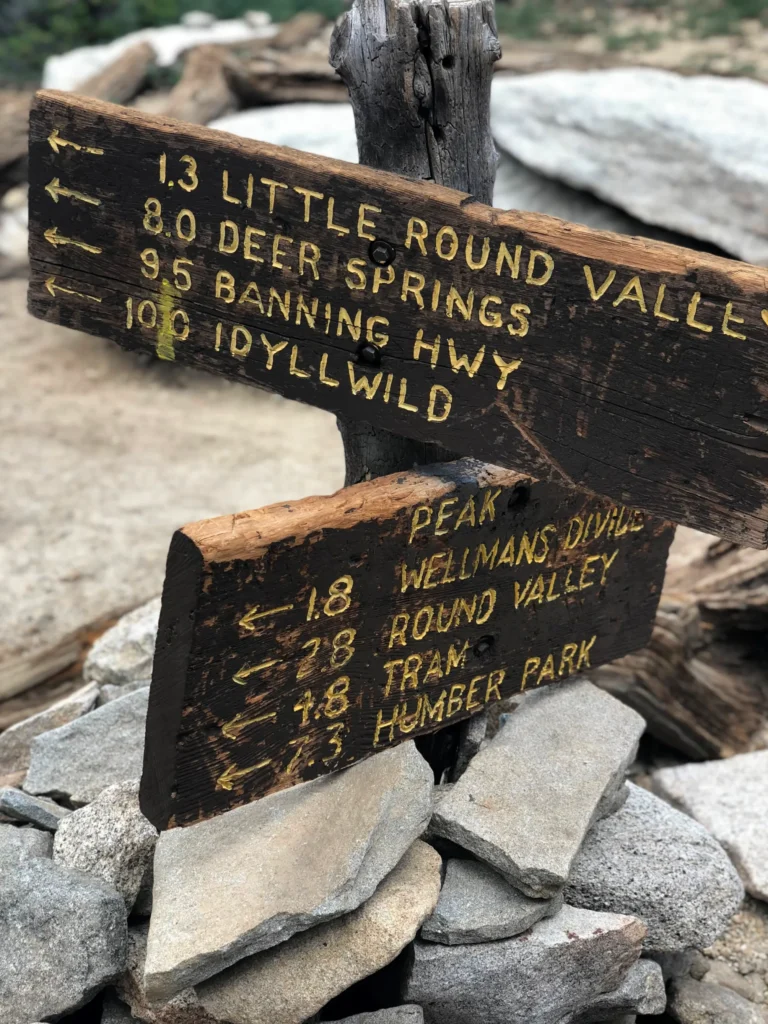 ← 1.3 LITTLE ROUND VALLEY
← 8.0 DEER SPRINGS
← 9.5 BANNING HWY
← 10.0 IDYLLWILD
PEAK
← 1.8 WELLMANS DIVIDE
← 2.8 ROUND VALLEY
← 4.8 TRAM
← 7.3 HUMBER PARK